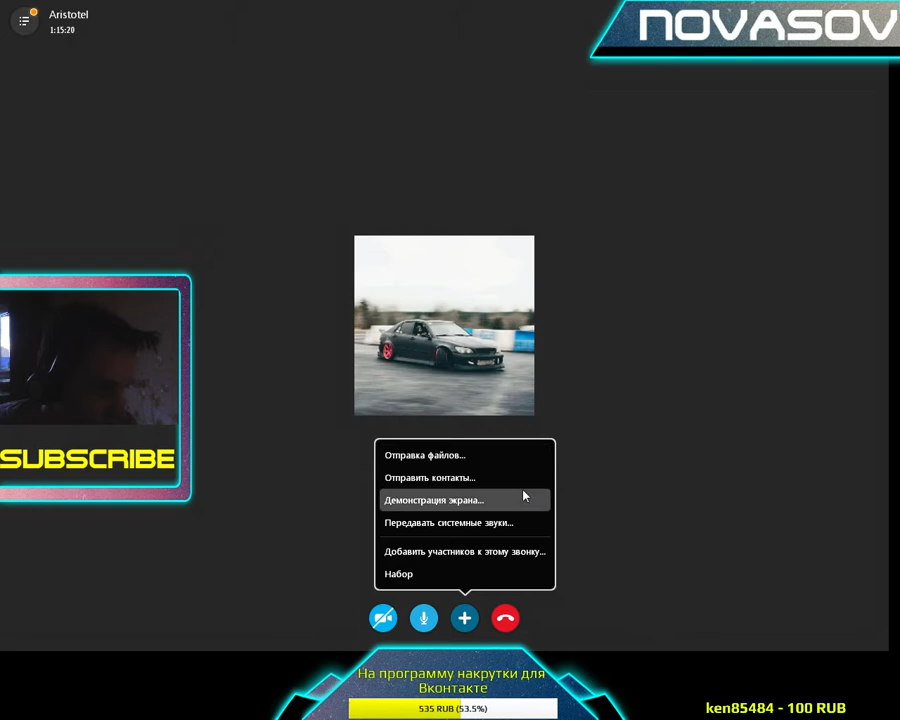 Aristotel
1:15:20
NOVASOV
SUBSCRIBE
Отправка файлов...
Отправить контакты...
Демонстрация экрана...
Передавать системные звуки...
Добавить участников к этому звонку...
Набор
На программу накрутки для
Вконтакте
535 RUB (53.5%)
ken85484 - 100 RUB